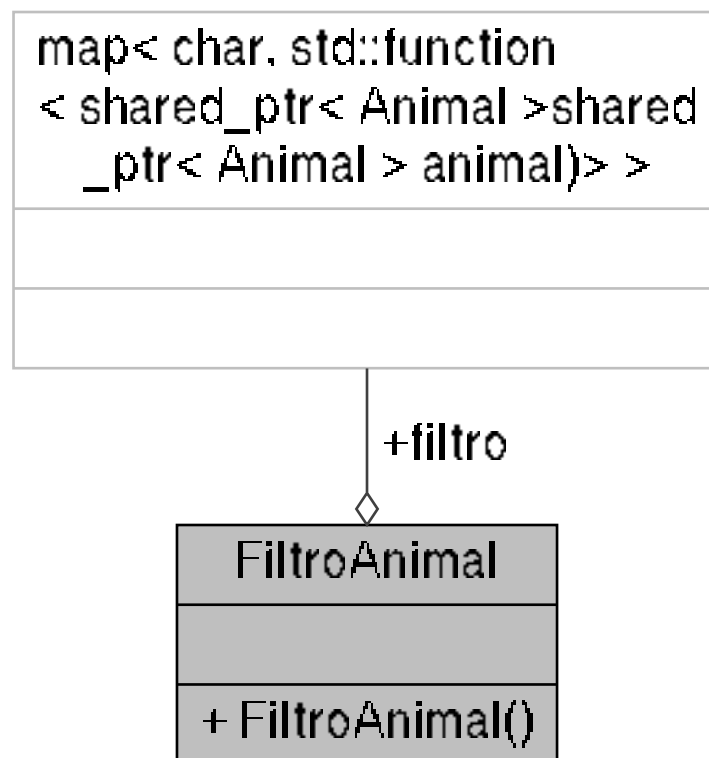 map< char, std::function
< shared_ptr< Animal >shared
_ptr< Animal > animal)> >
+filtro
FiltroAnimal
+ FiltroAnimal()